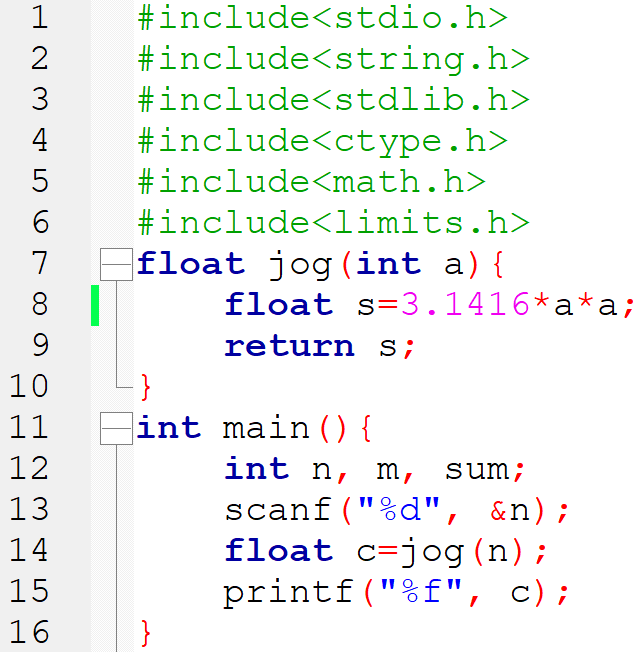 1 #include<stdio.h>
2 #include<string.h>
3 #include<stdlib.h>
4 #include<ctype.h>
5 #include<math.h>
6 #include<limits.h>
7 float jog(int a){
8     float s=3.1416*a*a;
9     return s;
10 }
11 int main(){
12     int n, m, sum;
13     scanf("%d", &n);
14     float c=jog(n);
15     printf("%f", c);
16 }